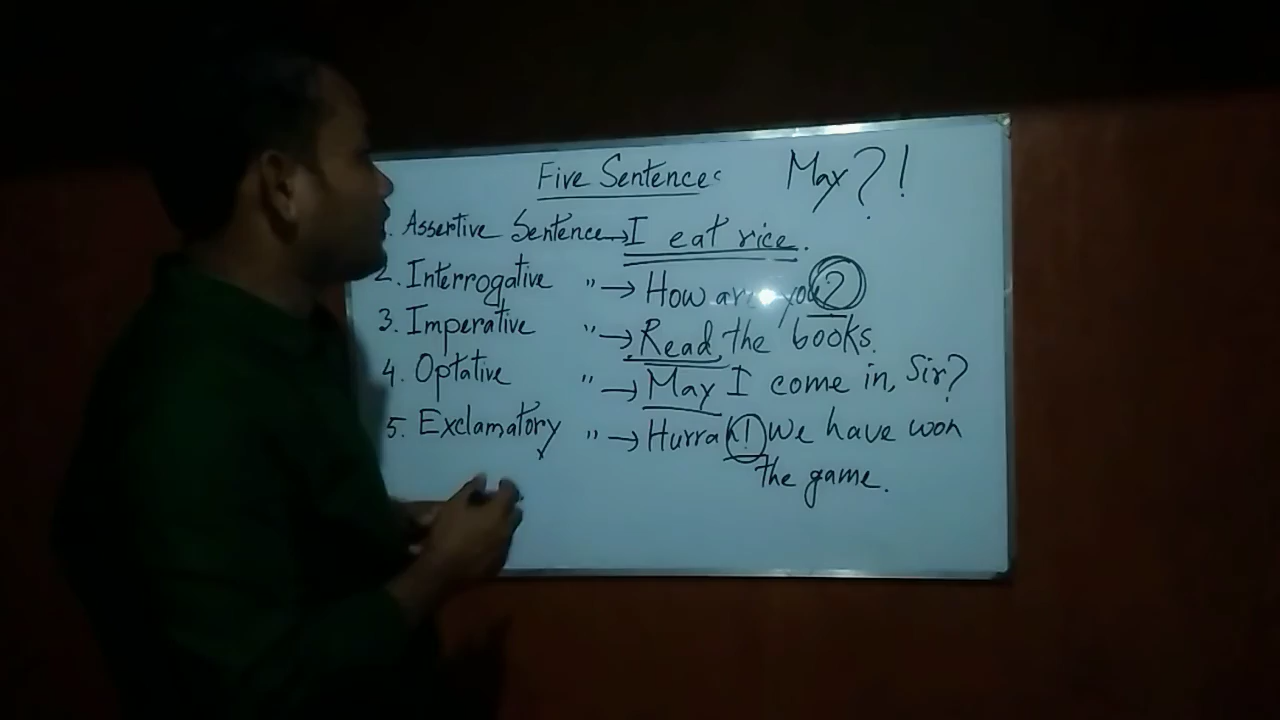 Five Sentences May?!
1. Assertive Sentence → I eat rice.
2. Interrogative " → How are you?
3. Imperative " → Read the books.
4. Optative " → May I come in, Sir?
5. Exclamatory " → Hurrah! We have won
the game.